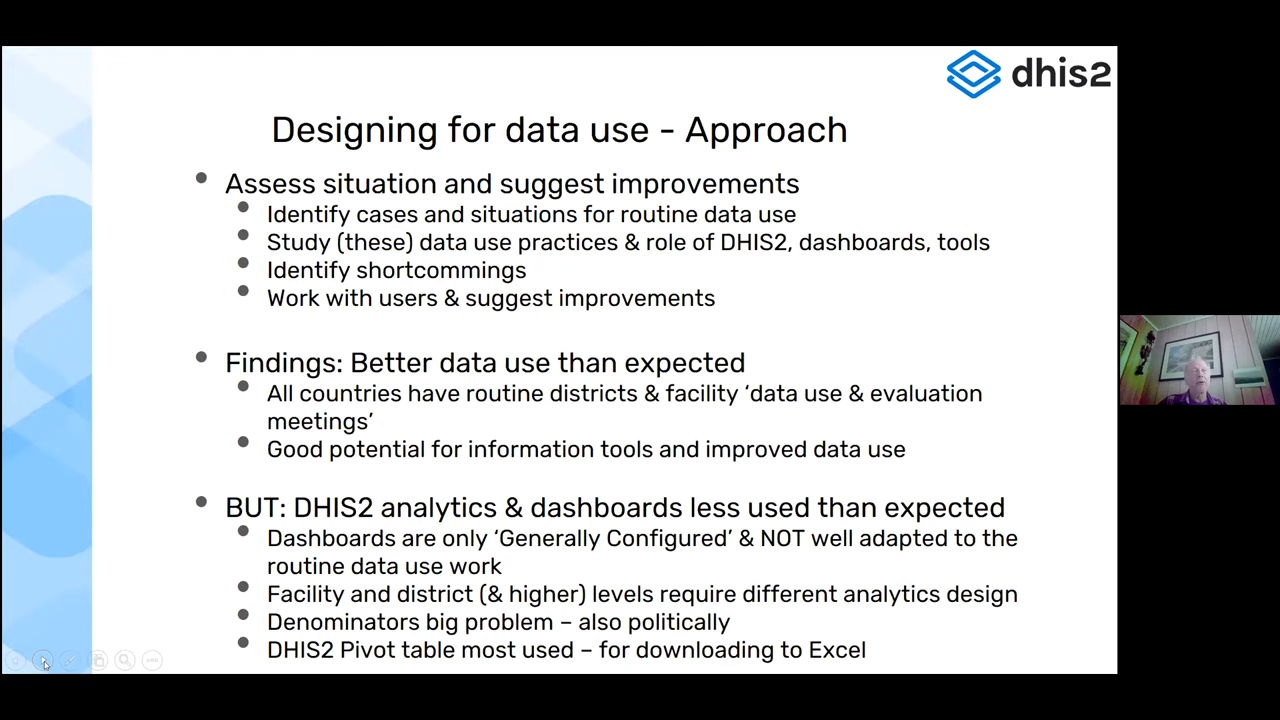 dhis2
Designing for data use - Approach
Assess situation and suggest improvements
Identify cases and situations for routine data use
Study (these) data use practices & role of DHIS2, dashboards, tools
Identify shortcommings
Work with users & suggest improvements
Findings: Better data use than expected
All countries have routine districts & facility ‘data use & evaluation
meetings’
Good potential for information tools and improved data use
BUT: DHIS2 analytics & dashboards less used than expected
Dashboards are only ‘Generally Configured’ & NOT well adapted to the
routine data use work
Facility and district (& higher) levels require different analytics design
Denominators big problem – also politically
DHIS2 Pivot table most used – for downloading to Excel